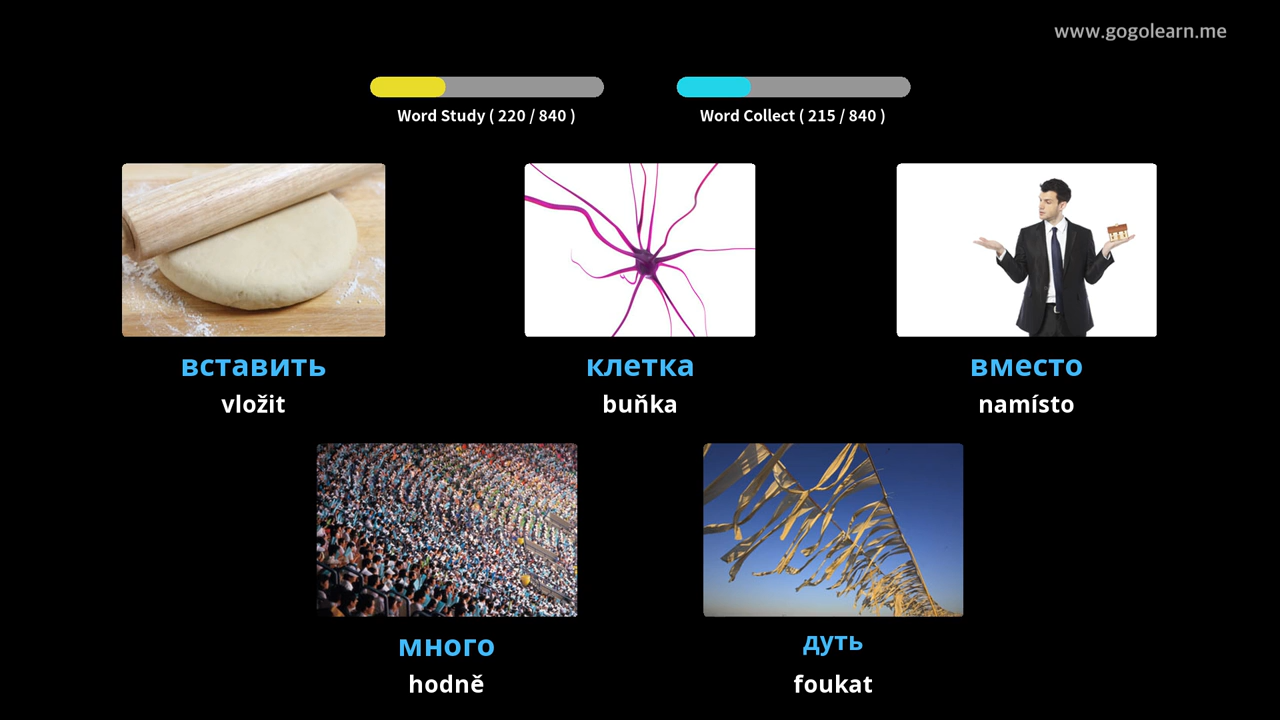 www.gogolearn.me
Word Study ( 220 / 840 )
Word Collect ( 215 / 840 )
вставить
vložit
клетка
buňka
вместо
namísto
много
hodně
дуть
foukat